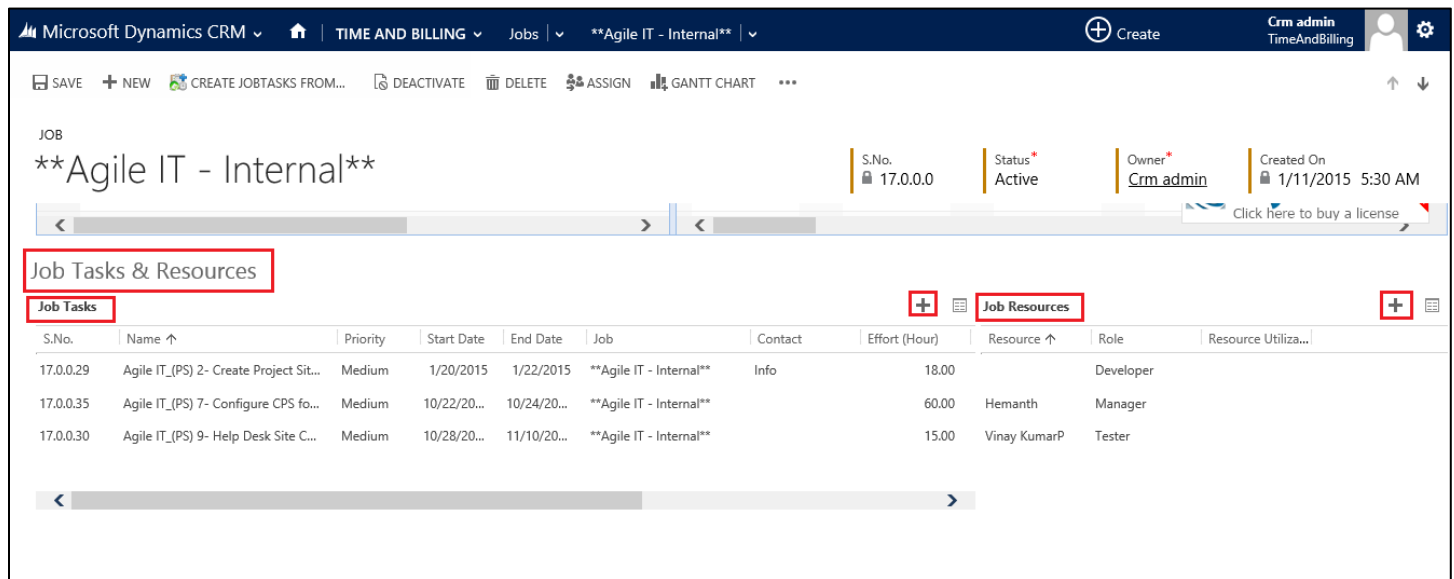 Microsoft Dynamics CRM TIME AND BILLING Jobs **Agile IT - Internal** Create Crm admin
TimeAndBilling
SAVE NEW CREATE JOBTASKS FROM... DEACTIVATE DELETE ASSIGN GANTT CHART •••
JOB
**Agile IT - Internal**
S.No. Status* Owner* Created On
17.0.0.0 Active Crm admin 1/11/2015 5:30 AM
Click here to buy a license
Job Tasks & Resources
Job Tasks Job Resources
S.No. Name Priority Start Date End Date Job Contact Effort (Hour) Resource Role Resource Utiliza...
17.0.0.29 Agile IT_(PS) 2- Create Project Sit... Medium 1/20/2015 1/22/2015 **Agile IT - Internal** Info 18.00 Developer
17.0.0.35 Agile IT_(PS) 7- Configure CPS fo... Medium 10/22/20... 10/24/20... **Agile IT - Internal** 60.00 Hemanth Manager
17.0.0.30 Agile IT_(PS) 9- Help Desk Site C... Medium 10/28/20... 11/10/20... **Agile IT - Internal** 15.00 Vinay KumarP Tester